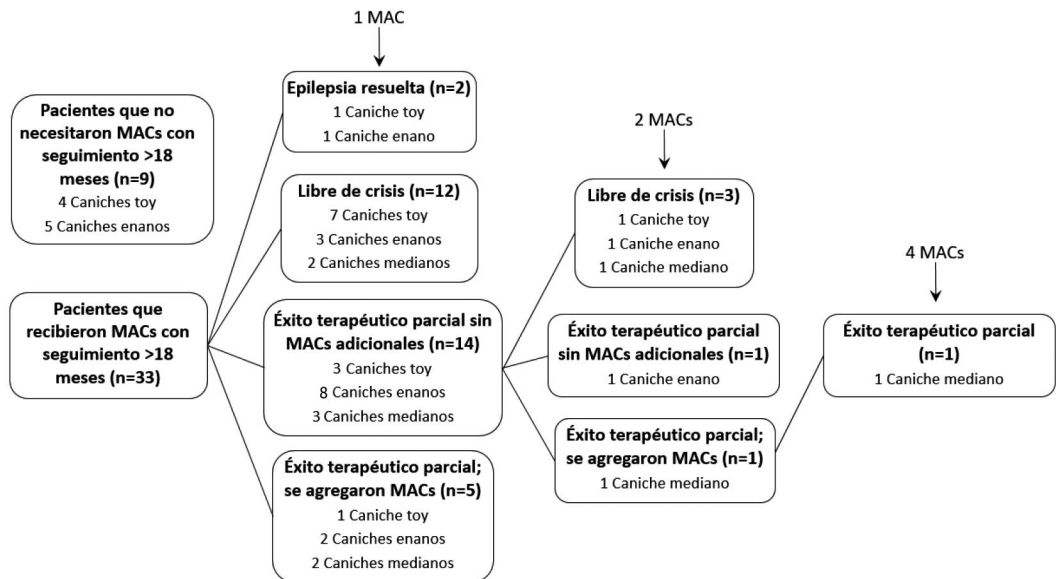 1 MAC
Pacientes que no
necesitaron MACs con
seguimiento >18
meses (n=9)
4 Caniches toy
5 Caniches enanos
Pacientes que
recibieron MACs con
seguimiento >18
meses (n=33)
Epilepsia resuelta (n=2)
1 Caniche toy
1 Caniche enano
Libre de crisis (n=12)
7 Caniches toy
3 Caniches enanos
2 Caniches medianos
Éxito terapéutico parcial sin
MACs adicionales (n=14)
3 Caniches toy
8 Caniches enanos
3 Caniches medianos
Éxito terapéutico parcial;
se agregaron MACs (n=5)
1 Caniche toy
2 Caniches enanos
2 Caniches medianos
2 MACs
Libre de crisis (n=3)
1 Caniche toy
1 Caniche enano
1 Caniche mediano
Éxito terapéutico parcial
sin MACs adicionales (n=1)
1 Caniche enano
Éxito terapéutico parcial;
se agregaron MACs (n=1)
1 Caniche mediano
4 MACs
Éxito terapéutico parcial
(n=1)
1 Caniche mediano